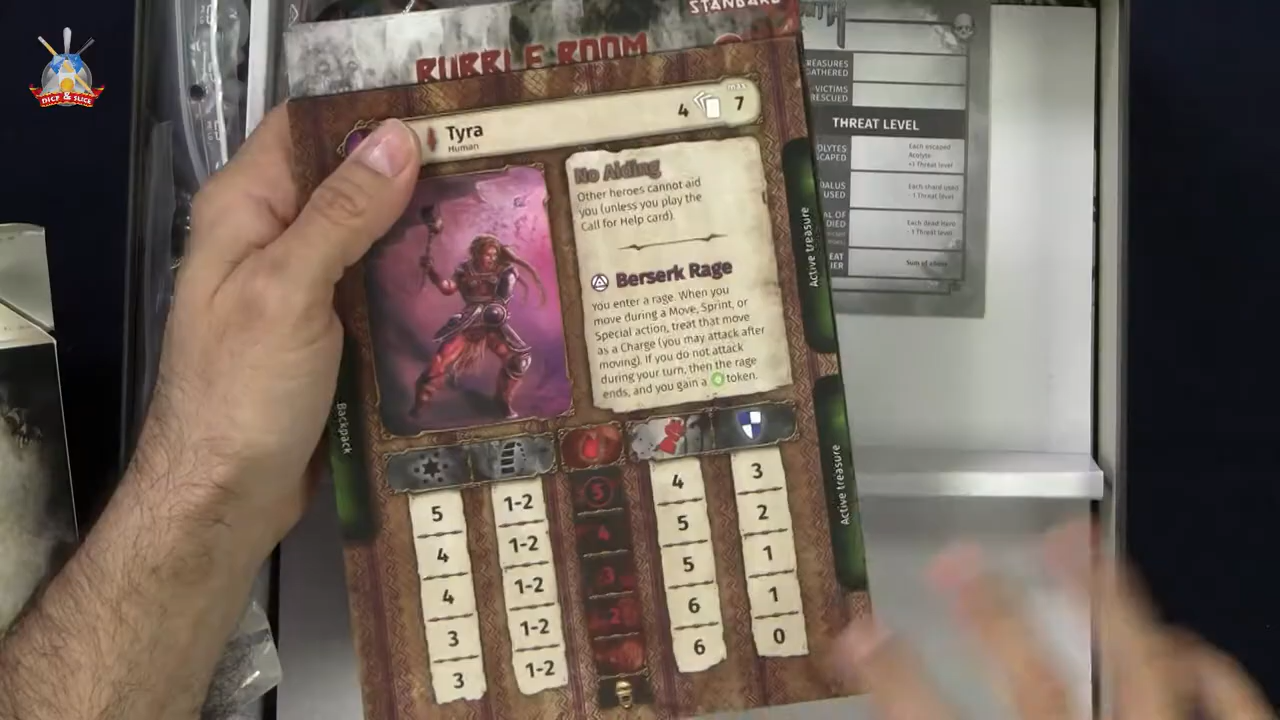 DICE & SLICE
STANDARD
RUBBLE ROOM
Tyra
Human
4
max
7
No Aiding
Other heroes cannot aid
you (unless you play the
Call for Help card).
Berserk Rage
You enter a rage. When you
move during a Move, Sprint, or
Special action, treat that move
as a Charge (you may attack after
moving). If you do not attack
during your turn, then the rage
ends, and you gain a token.
Backpack
Active treasure
Active treasure
5 1-2 5 4 3
4 1-2 4 5 2
4 1-2 3 5 1
3 1-2 2 6 1
3 1-2 6 0
VICTIMS
THREAT LEVEL
Each escaped
Acolyte
+1 Threat level
Each shard used
- 1 Threat level
Each dead Hero
- 1 Threat level
Sum of above